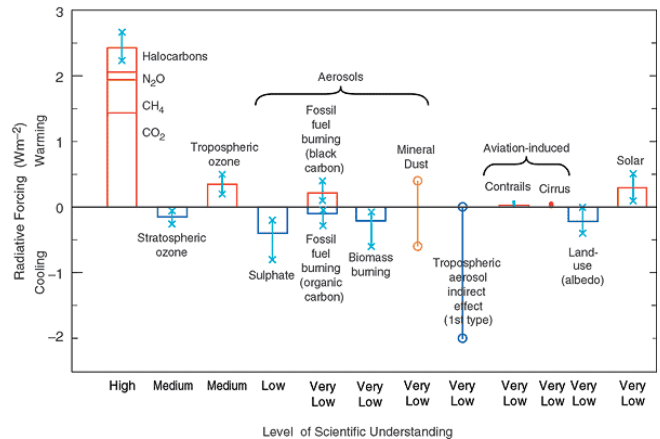 Radiative Forcing (Wm−2)
Cooling Warming
3
2
1
0
−1
−2
Halocarbons
N2O
CH4
CO2
Stratospheric
ozone
Tropospheric
ozone
Aerosols
Sulphate
Fossil
fuel
burning
(black
carbon)
Fossil
fuel
burning
(organic
carbon)
Biomass
burning
Mineral
Dust
Tropospheric
aerosol
indirect
effect
(1st type)
Aviation-induced
Contrails
Cirrus
Land-
use
(albedo)
Solar
High
Medium
Medium
Low
Very
Low
Very
Low
Very
Low
Very
Low
Very
Low
Very
Low
Very
Low
Very
Low
Level of Scientific Understanding